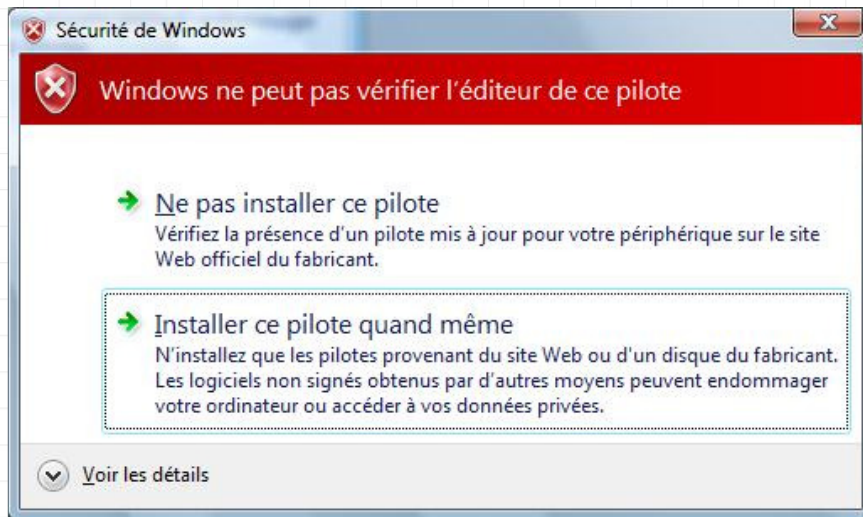 Sécurité de Windows
Windows ne peut pas vérifier l'éditeur de ce pilote
Ne pas installer ce pilote
Vérifiez la présence d'un pilote mis à jour pour votre périphérique sur le site
Web officiel du fabricant.
Installer ce pilote quand même
N'installez que les pilotes provenant du site Web ou d'un disque du fabricant.
Les logiciels non signés obtenus par d'autres moyens peuvent endommager
votre ordinateur ou accéder à vos données privées.
Voir les détails